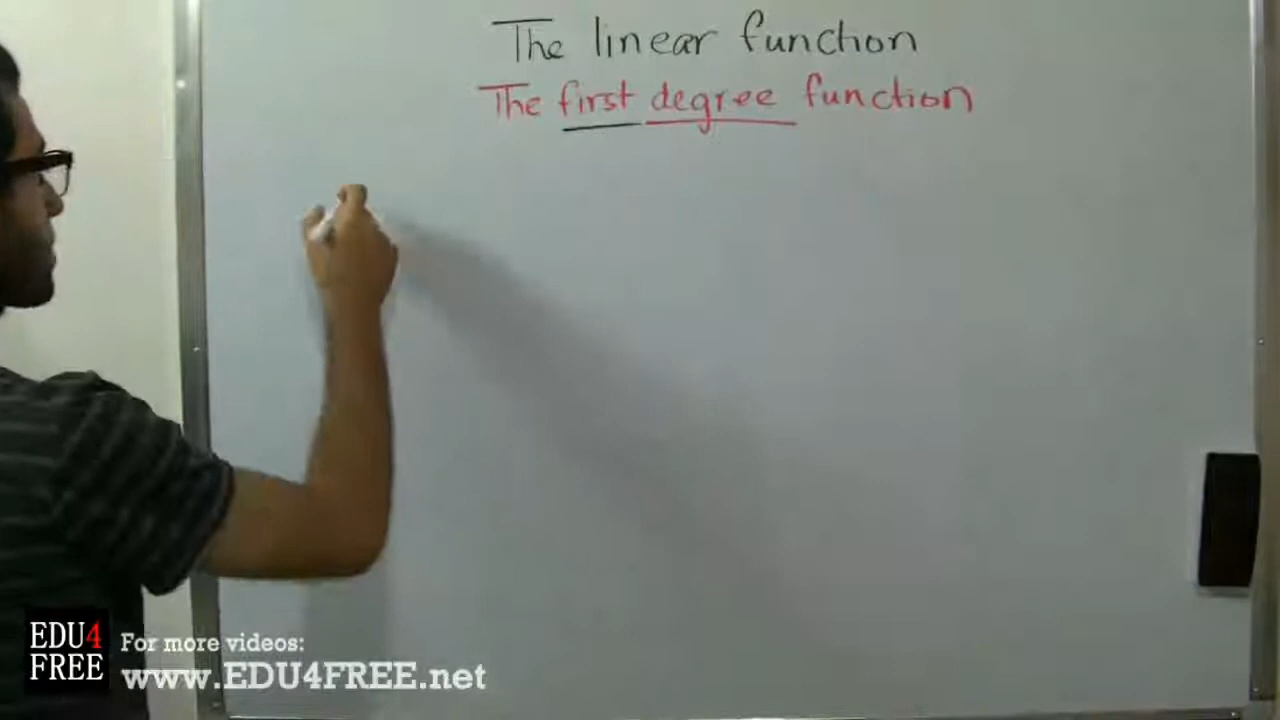 The linear function
The first degree function
EDU4
FREE
For more videos:
www.EDU4FREE.net